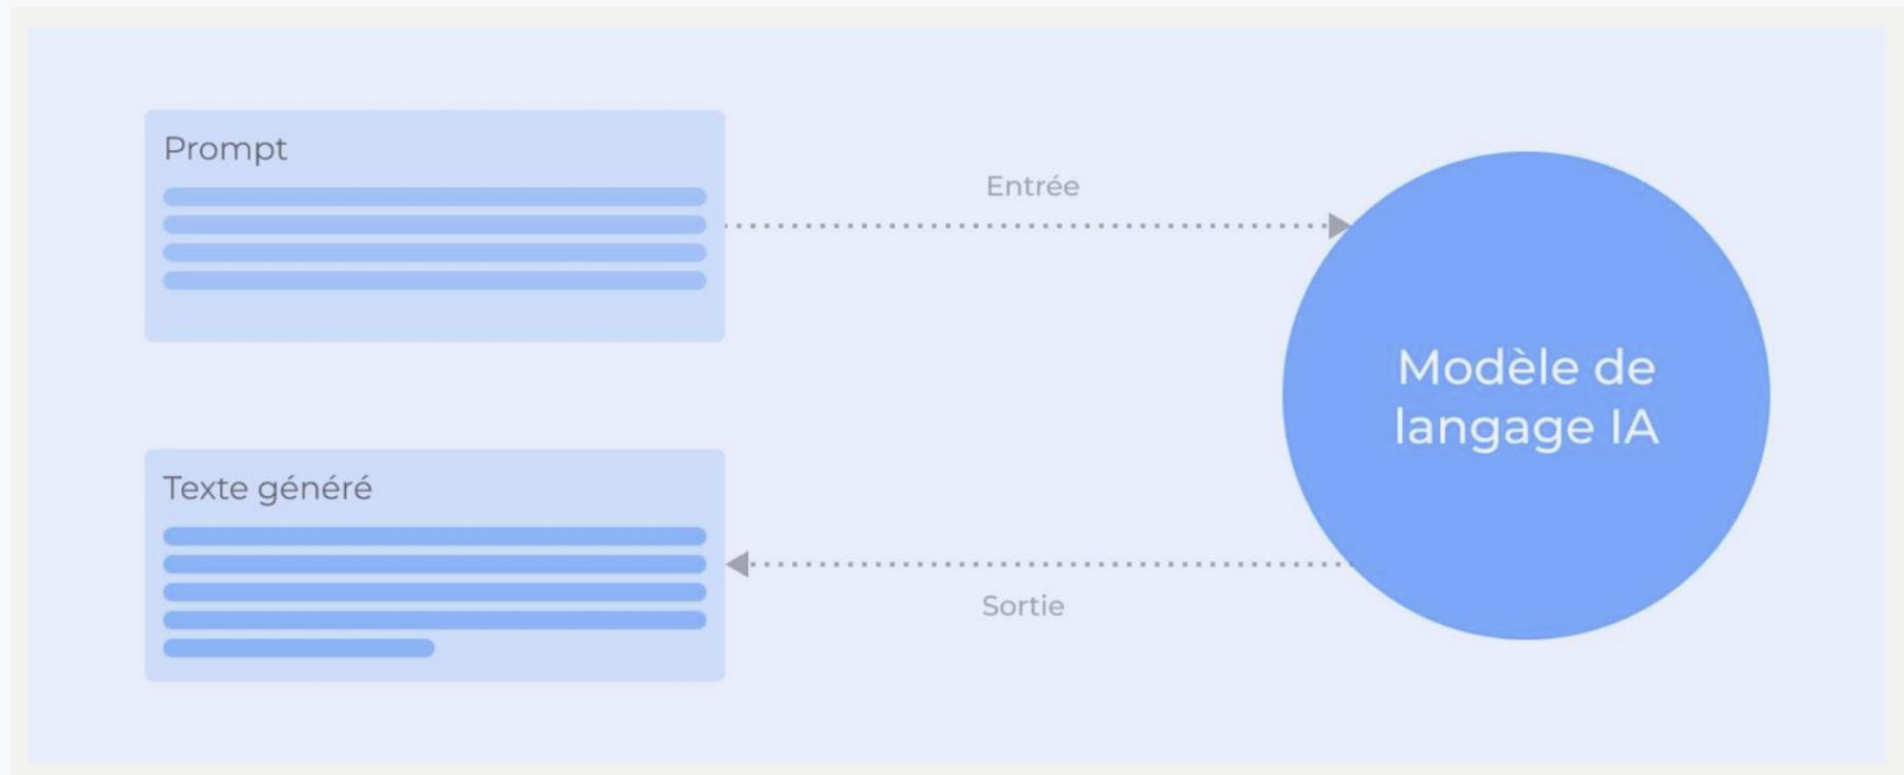 Prompt
Entrée
Modèle de
langage IA
Texte généré
Sortie